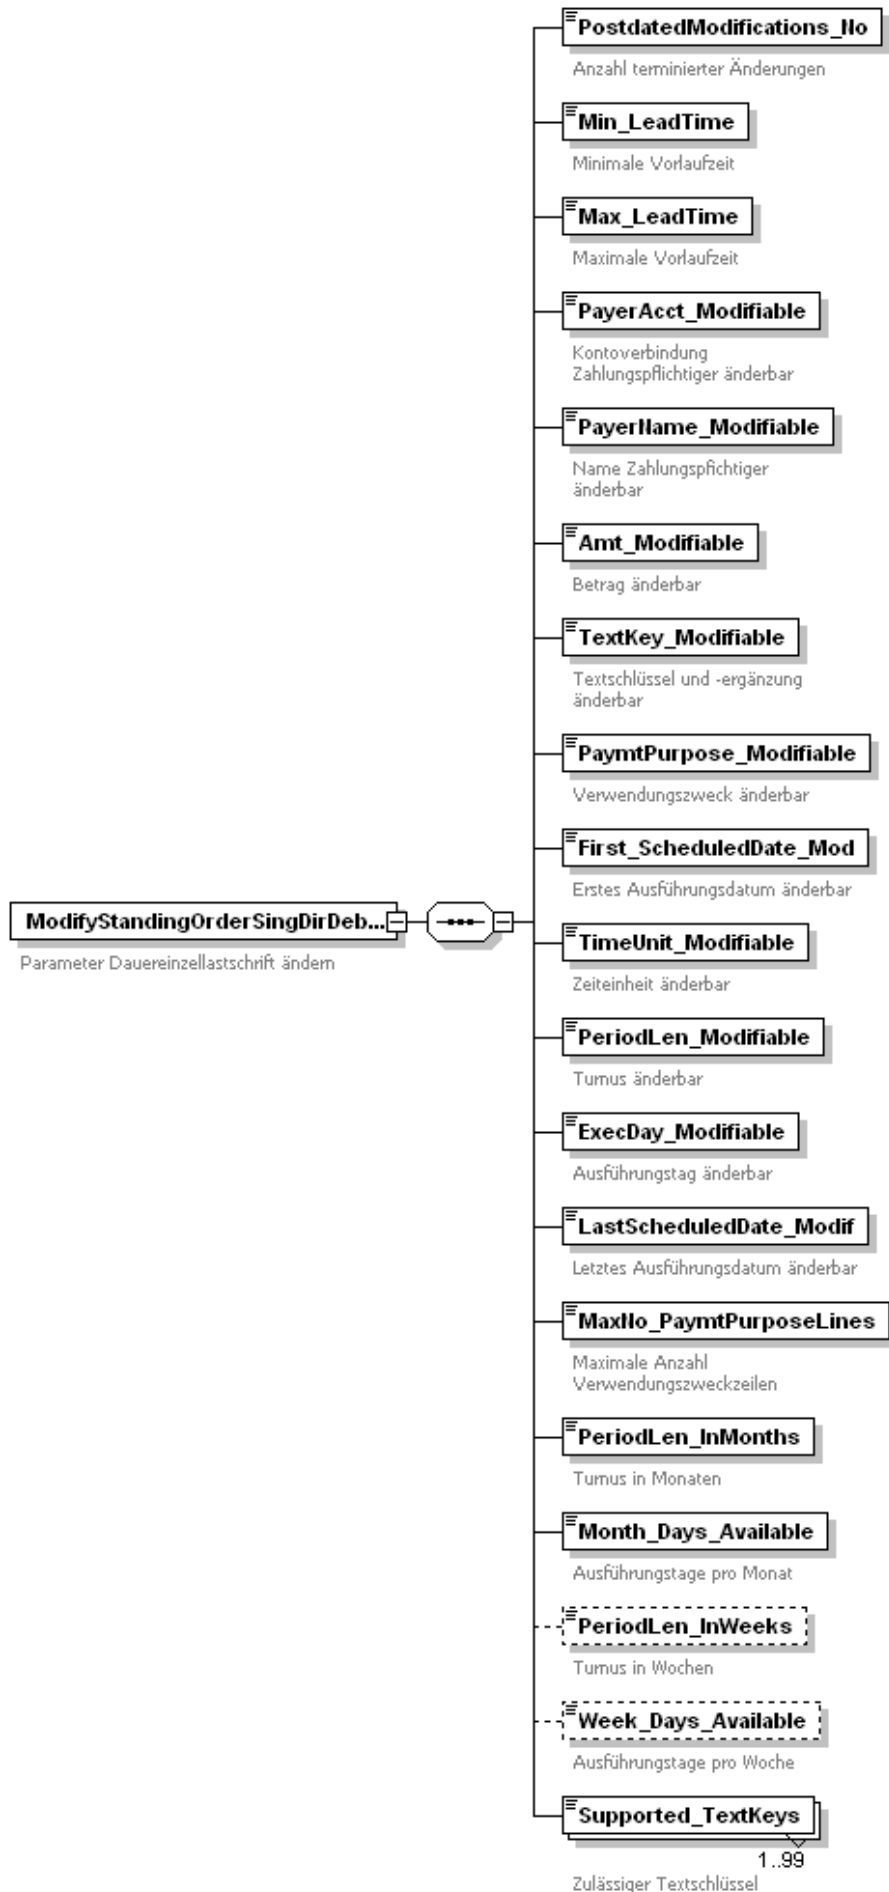 PostdatedModifications_No
Anzahl terminierter Änderungen
Min_LeadTime
Minimale Vorlaufzeit
Max_LeadTime
Maximale Vorlaufzeit
PayerAcct_Modifiable
Kontoverbindung
Zahlungspflichtiger änderbar
PayerName_Modifiable
Name Zahlungspfichtiger
änderbar
Amt_Modifiable
Betrag änderbar
TextKey_Modifiable
Textschlüssel und -ergänzung
änderbar
PaymtPurpose_Modifiable
Verwendungszweck änderbar
First_ScheduledDate_Mod
Erstes Ausführungsdatum änderbar
ModifyStandingOrderSingDirDeb...
Parameter Dauereinzellastschrift ändern
TimeUnit_Modifiable
Zeiteinheit änderbar
PeriodLen_Modifiable
Turnus änderbar
ExecDay_Modifiable
Ausführungstag änderbar
LastScheduledDate_Modif
Letztes Ausführungsdatum änderbar
MaxNo_PaymtPurposeLines
Maximale Anzahl
Verwendungszweckzeilen
PeriodLen_InMonths
Turnus in Monaten
Month_Days_Available
Ausführungstage pro Monat
PeriodLen_InWeeks
Turnus in Wochen
Week_Days_Available
Ausführungstage pro Woche
Supported_TextKeys
1..99
Zulässiger Textschlüssel